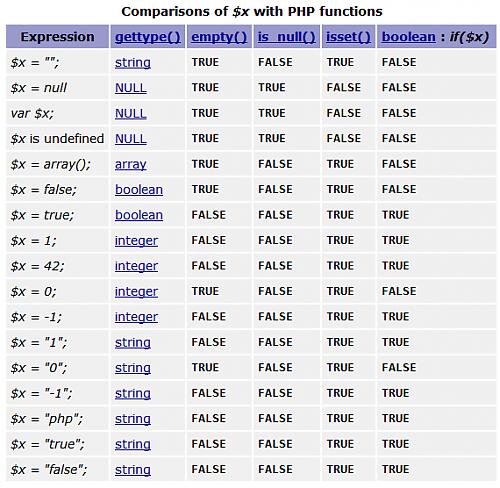 Comparisons of $x with PHP functions
Expression gettype() empty() is_null() isset() boolean : if($x)
$x = ""; string TRUE FALSE TRUE FALSE
$x = null NULL TRUE TRUE FALSE FALSE
var $x; NULL TRUE TRUE FALSE FALSE
$x is undefined NULL TRUE TRUE FALSE FALSE
$x = array(); array TRUE FALSE TRUE FALSE
$x = false; boolean TRUE FALSE TRUE FALSE
$x = true; boolean FALSE FALSE TRUE TRUE
$x = 1; integer FALSE FALSE TRUE TRUE
$x = 42; integer FALSE FALSE TRUE TRUE
$x = 0; integer TRUE FALSE TRUE FALSE
$x = -1; integer FALSE FALSE TRUE TRUE
$x = "1"; string FALSE FALSE TRUE TRUE
$x = "0"; string TRUE FALSE TRUE FALSE
$x = "-1"; string FALSE FALSE TRUE TRUE
$x = "php"; string FALSE FALSE TRUE TRUE
$x = "true"; string FALSE FALSE TRUE TRUE
$x = "false"; string FALSE FALSE TRUE TRUE